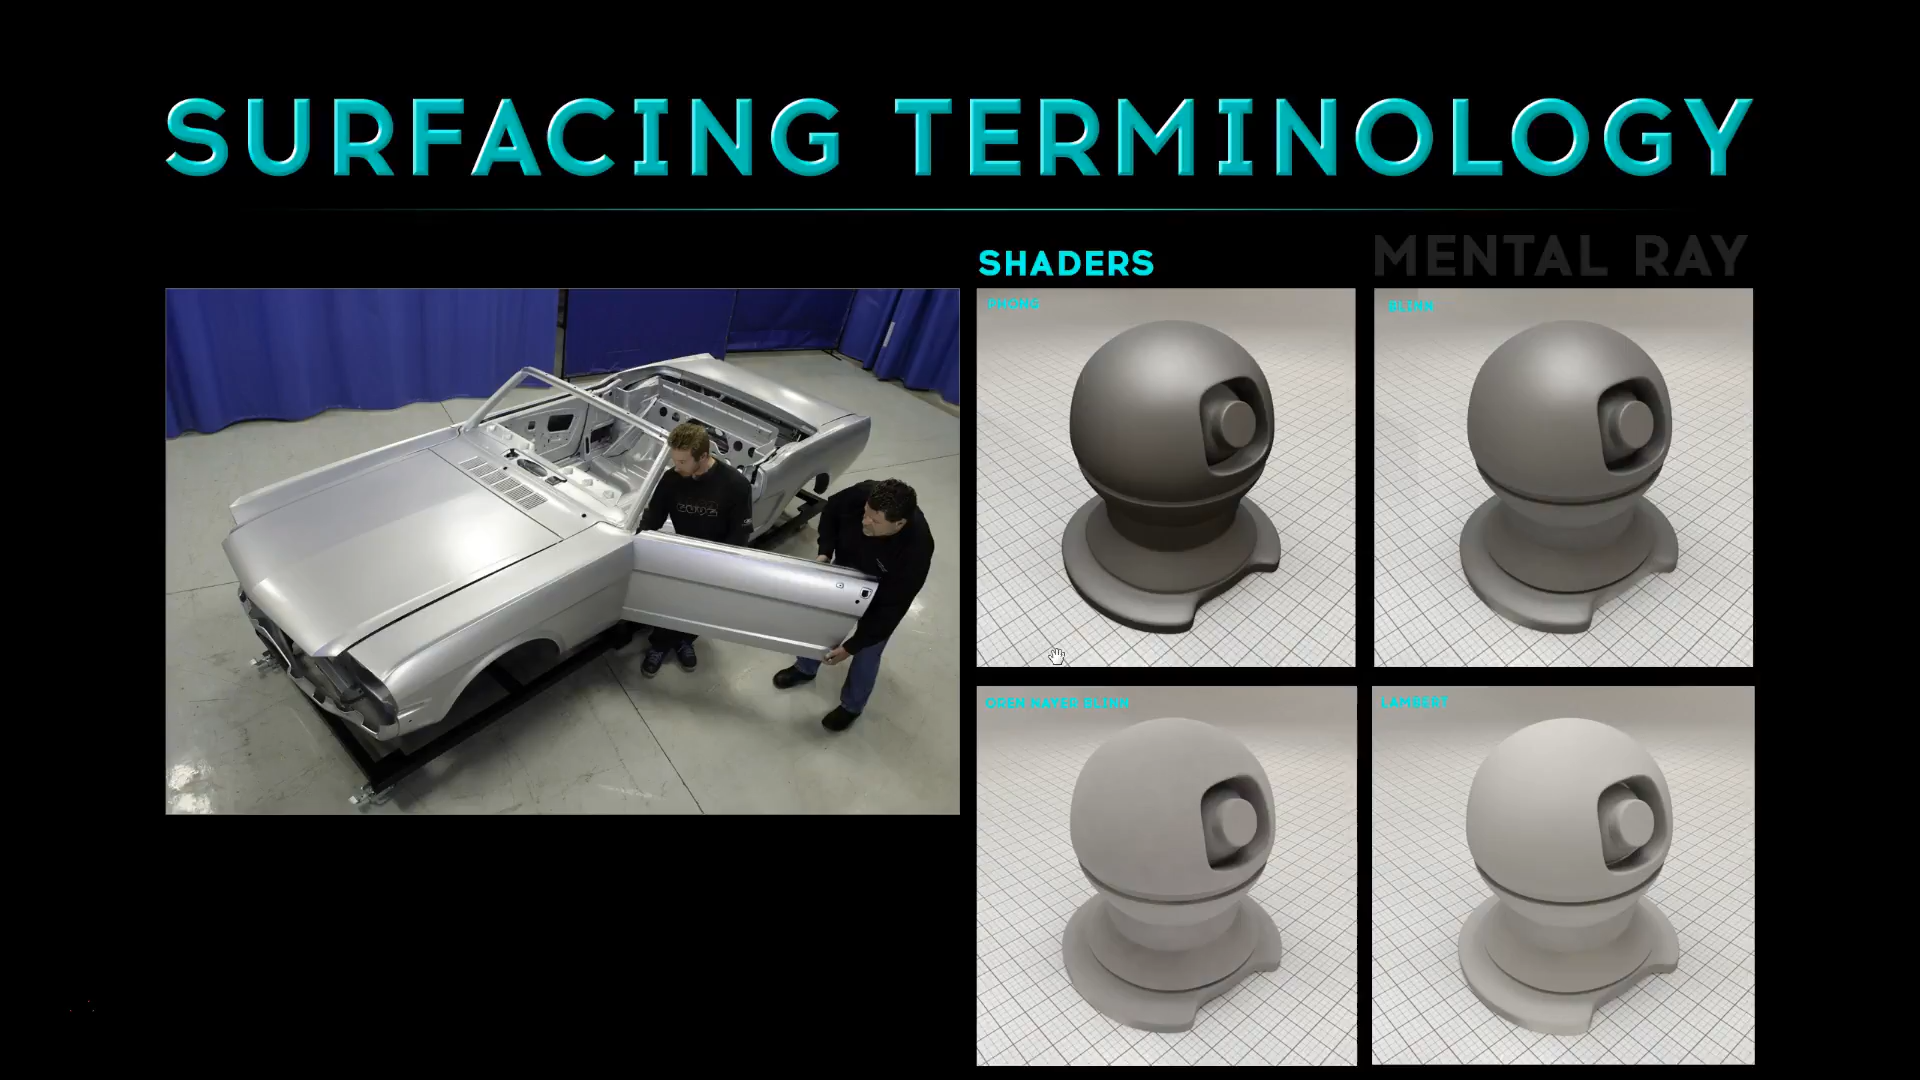 SURFACING TERMINOLOGY
SHADERS
MENTAL RAY
PHONG
BLINN
OREN NAYER BLINN
LAMBERT